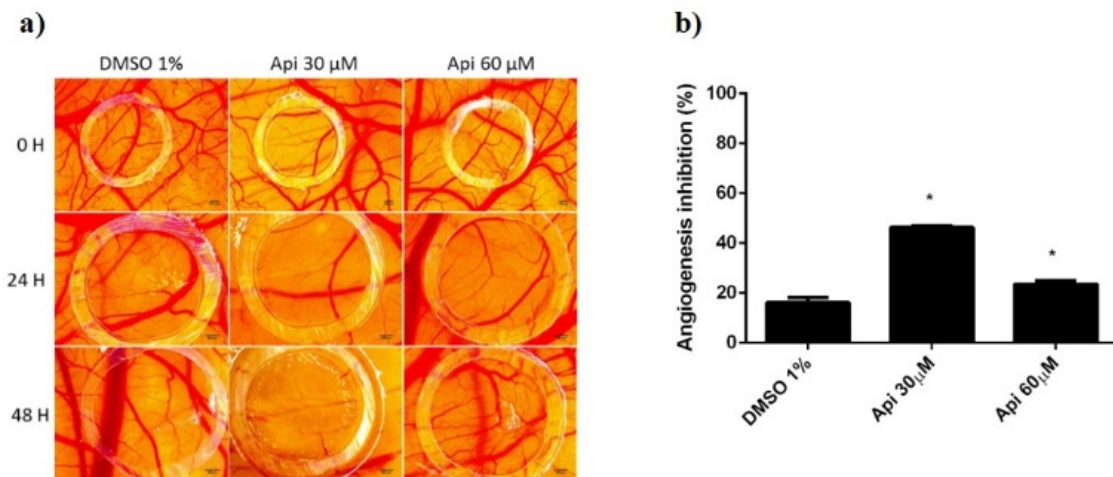 a)
DMSO 1% Api 30 µM Api 60 µM
0 H
24 H
48 H
b)
Angiogenesis inhibition (%)
100
80
60
40
20
0
*
*
DMSO 1%
Api 30µM
Api 60µM